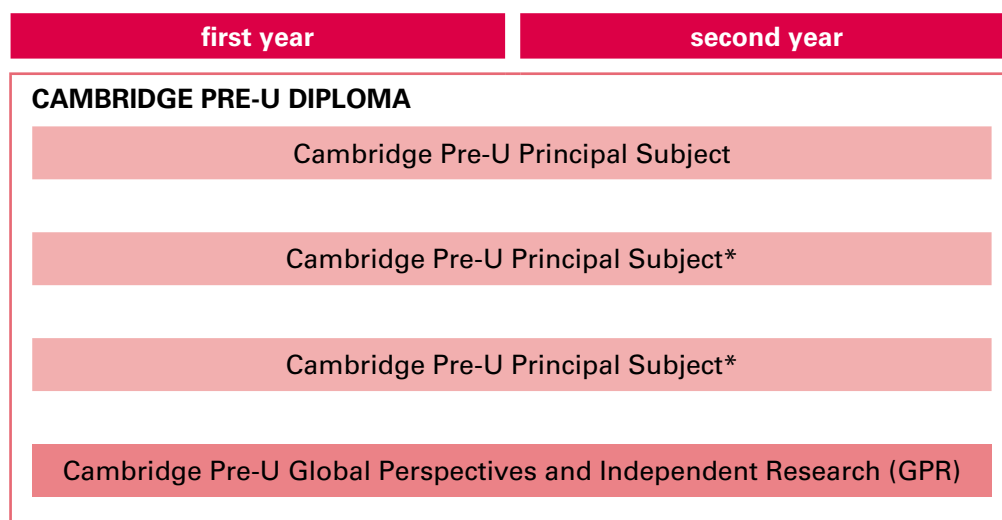 first year
second year
CAMBRIDGE PRE-U DIPLOMA
Cambridge Pre-U Principal Subject
Cambridge Pre-U Principal Subject*
Cambridge Pre-U Principal Subject*
Cambridge Pre-U Global Perspectives and Independent Research (GPR)